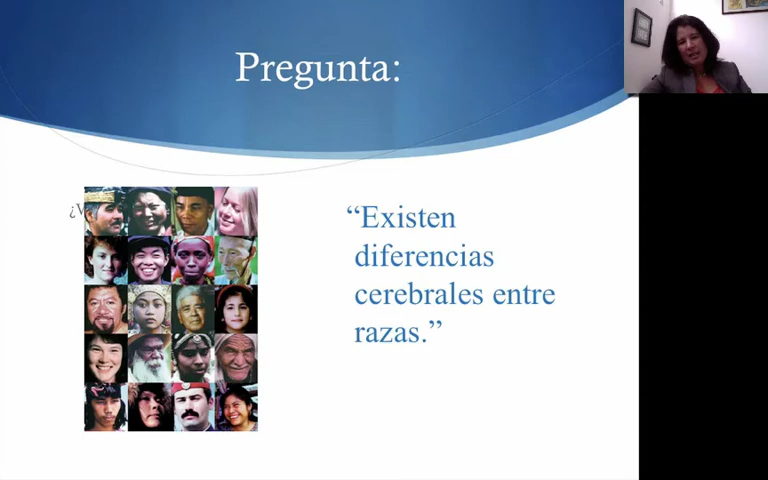 Pregunta:
“Existen
diferencias
cerebrales entre
razas.”